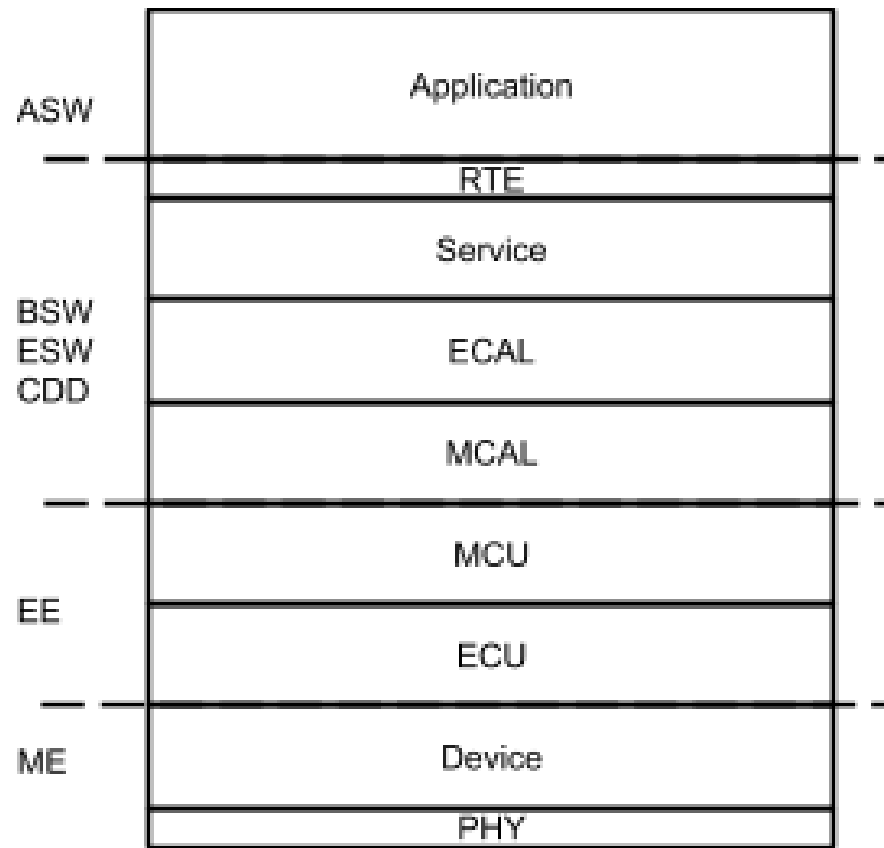 Application
ASW
RTE
Service
BSW
ESW
ECAL
CDD
MCAL
MCU
EE
ECU
Device
ME
PHY